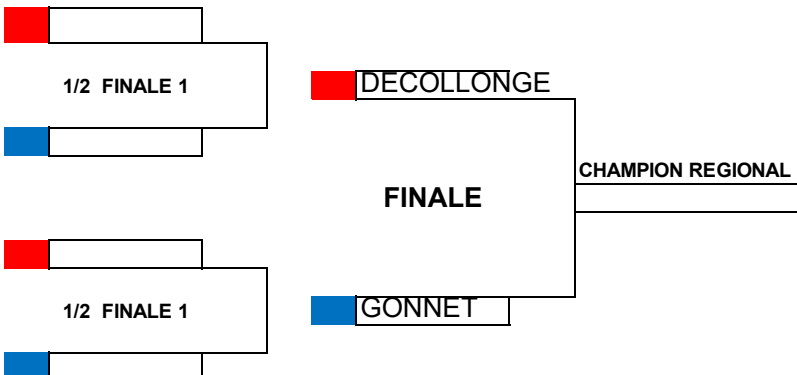 1/2 FINALE 1
DECOLLONGE
CHAMPION REGIONAL
FINALE
1/2 FINALE 1
GONNET